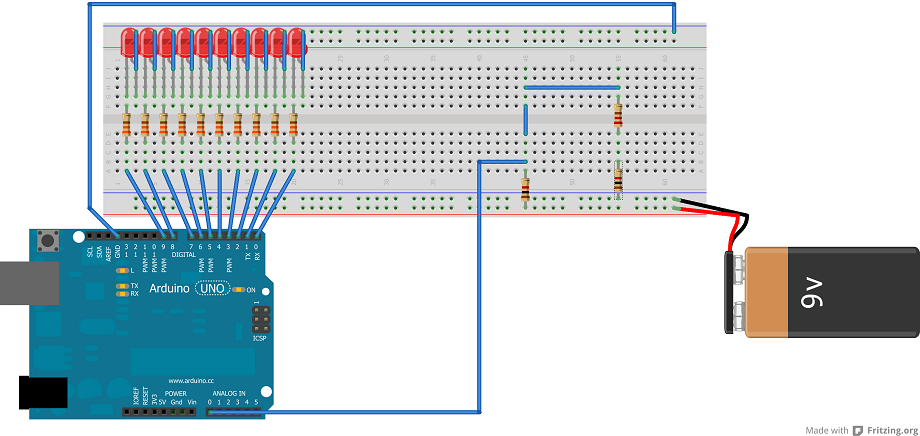 SCL
SDA
AREF
GND
13
12
11 PWM
10 PWM
9 PWM
8
DIGITAL
7
6 PWM
5 PWM
4
3 PWM
2
1 TX
0 RX
L
TX
RX
Arduino UNO
ON
1
ICSP
www.arduino.cc
POWER
ANALOG IN
IOREF
RESET
3V3
5V
Gnd
Vin
0 1 2 3 4 5
9v
Made with Fritzing.org